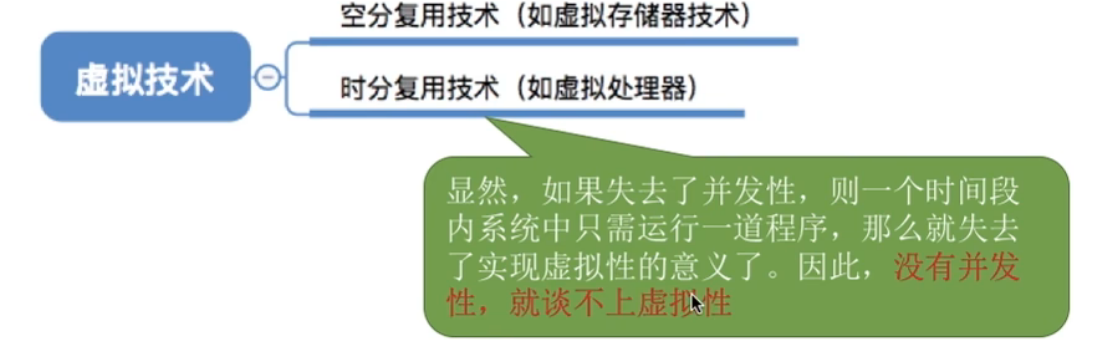 空分复用技术（如虚拟存储器技术）
虚拟技术
时分复用技术（如虚拟处理器）
显然，如果失去了并发性，则一个时间段
内系统中只需运行一道程序，那么就失去
了实现虚拟性的意义了。因此，没有并发
性，就谈不上虚拟性